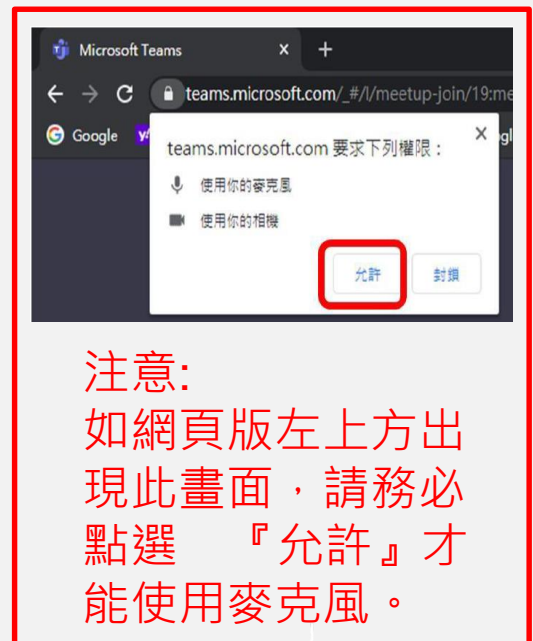 Microsoft Teams
teams.microsoft.com/_#/l/meetup-join/19:me
Google
teams.microsoft.com 要求下列權限：
使用你的麥克風
使用你的相機
允許
封鎖
注意:
如網頁版左上方出
現此畫面，請務必
點選 『允許』才
能使用麥克風。